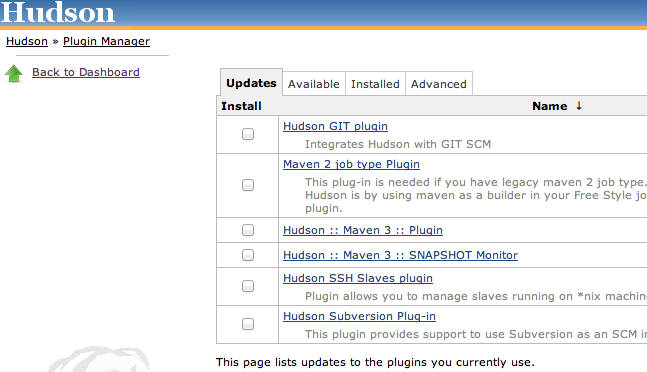 Hudson
Hudson » Plugin Manager
Back to Dashboard
Updates Available Installed Advanced
Install Name ↓
Hudson GIT plugin
Integrates Hudson with GIT SCM
Maven 2 job type Plugin
This plug-in is needed if you have legacy maven 2 job type.
Hudson is by using maven as a builder in your Free Style jo
plugin.
Hudson :: Maven 3 :: Plugin
Hudson :: Maven 3 :: SNAPSHOT Monitor
Hudson SSH Slaves plugin
Plugin allows you to manage slaves running on *nix machin
Hudson Subversion Plug-in
This plugin provides support to use Subversion as an SCM in
This page lists updates to the plugins you currently use.